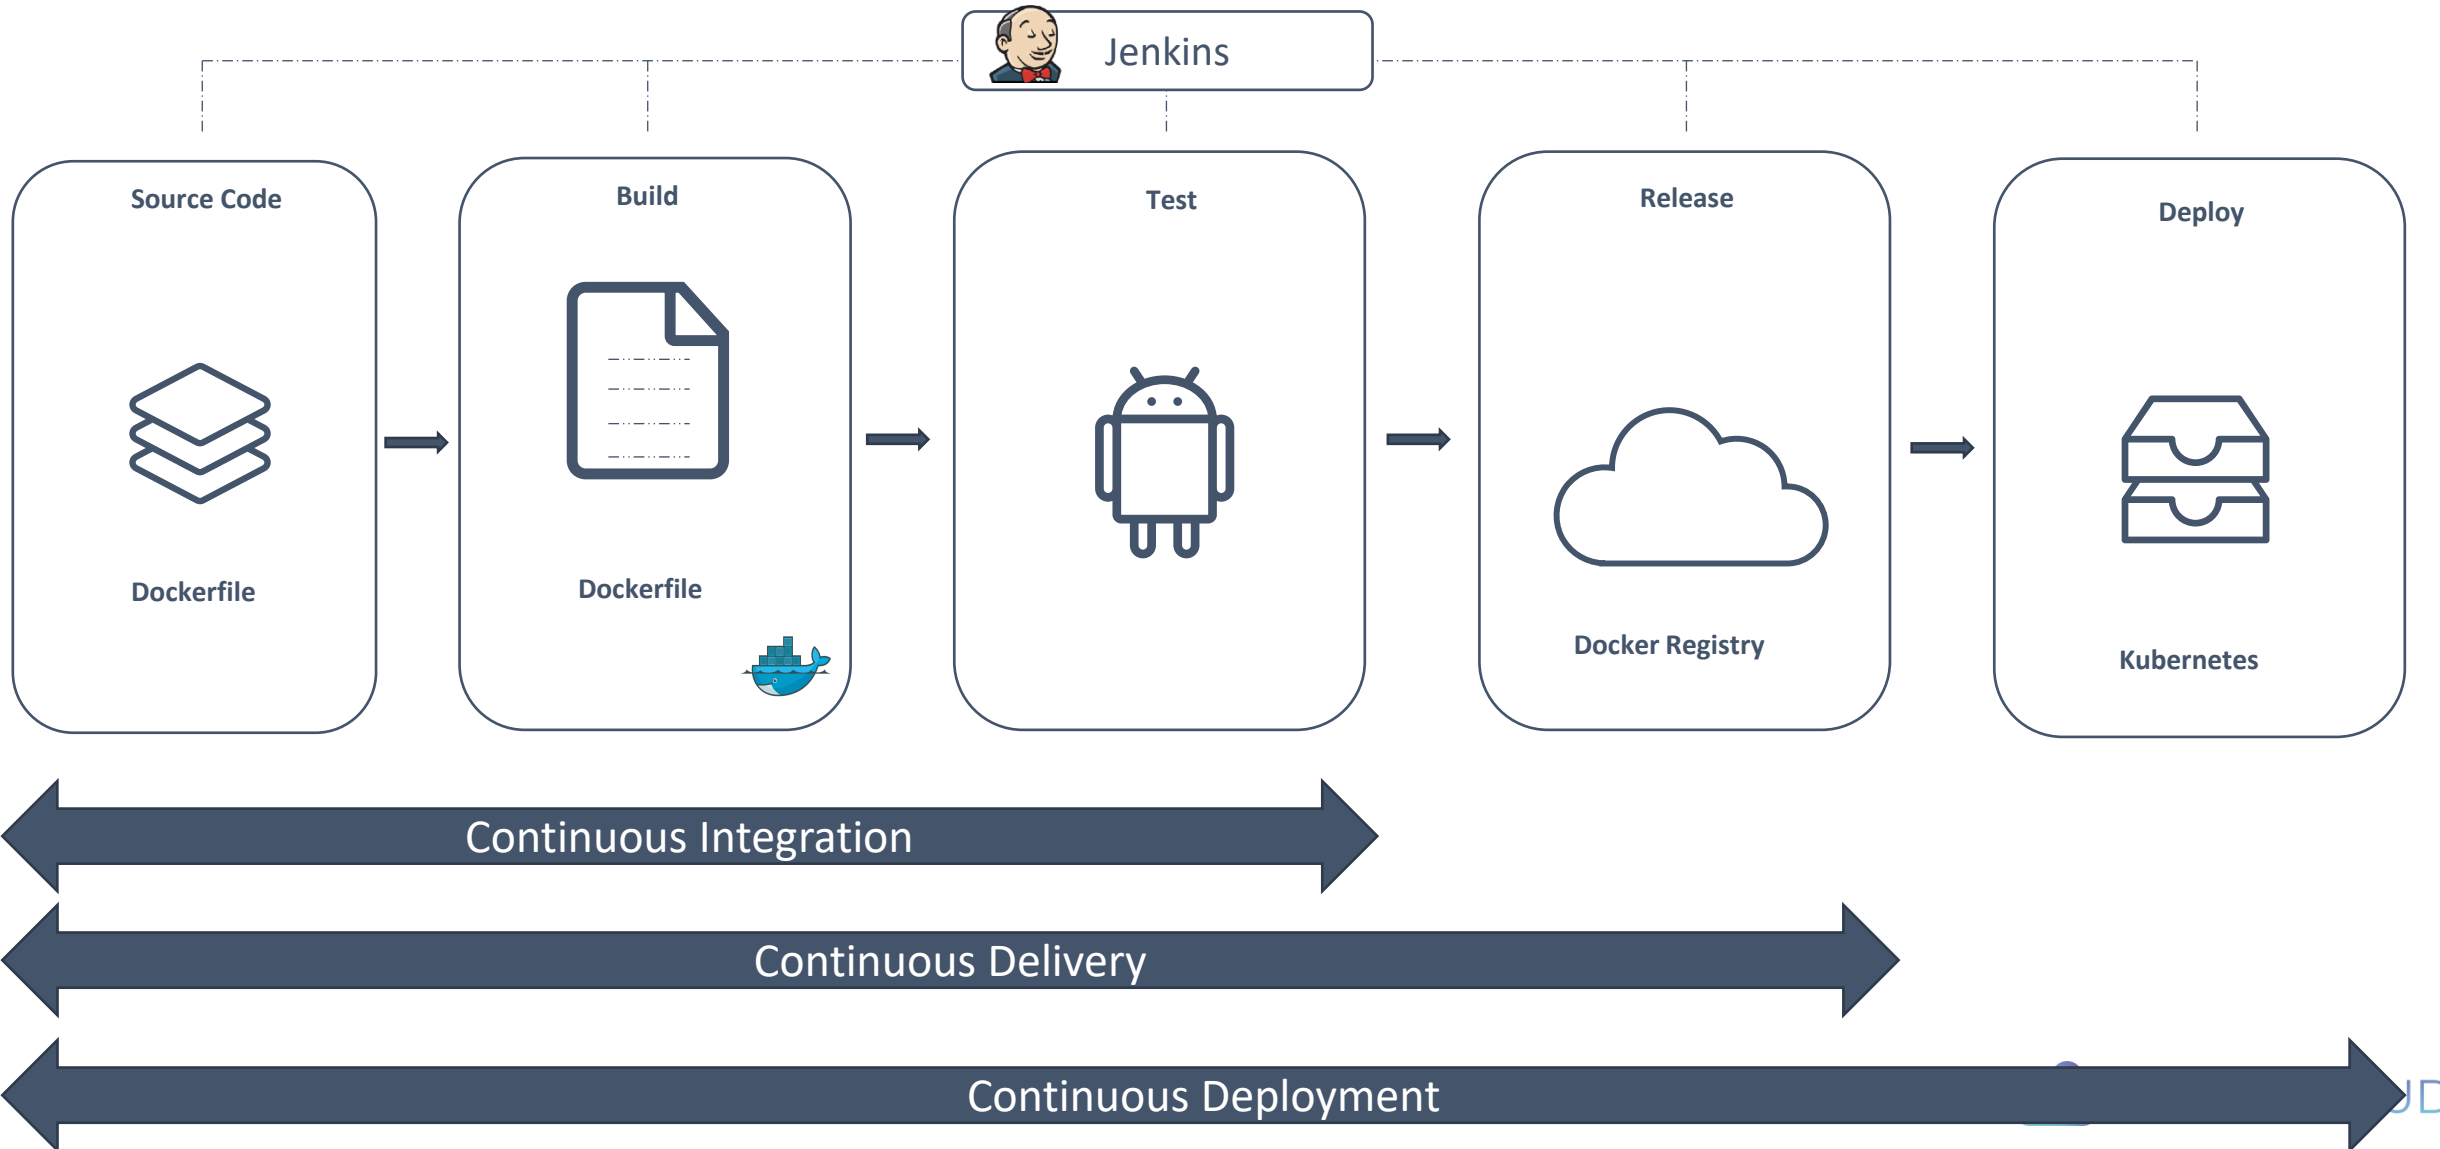 Jenkins
Source Code
Build
Test
Release
Deploy
Dockerfile
Dockerfile
Docker Registry
Kubernetes
Continuous Integration
Continuous Delivery
Continuous Deployment